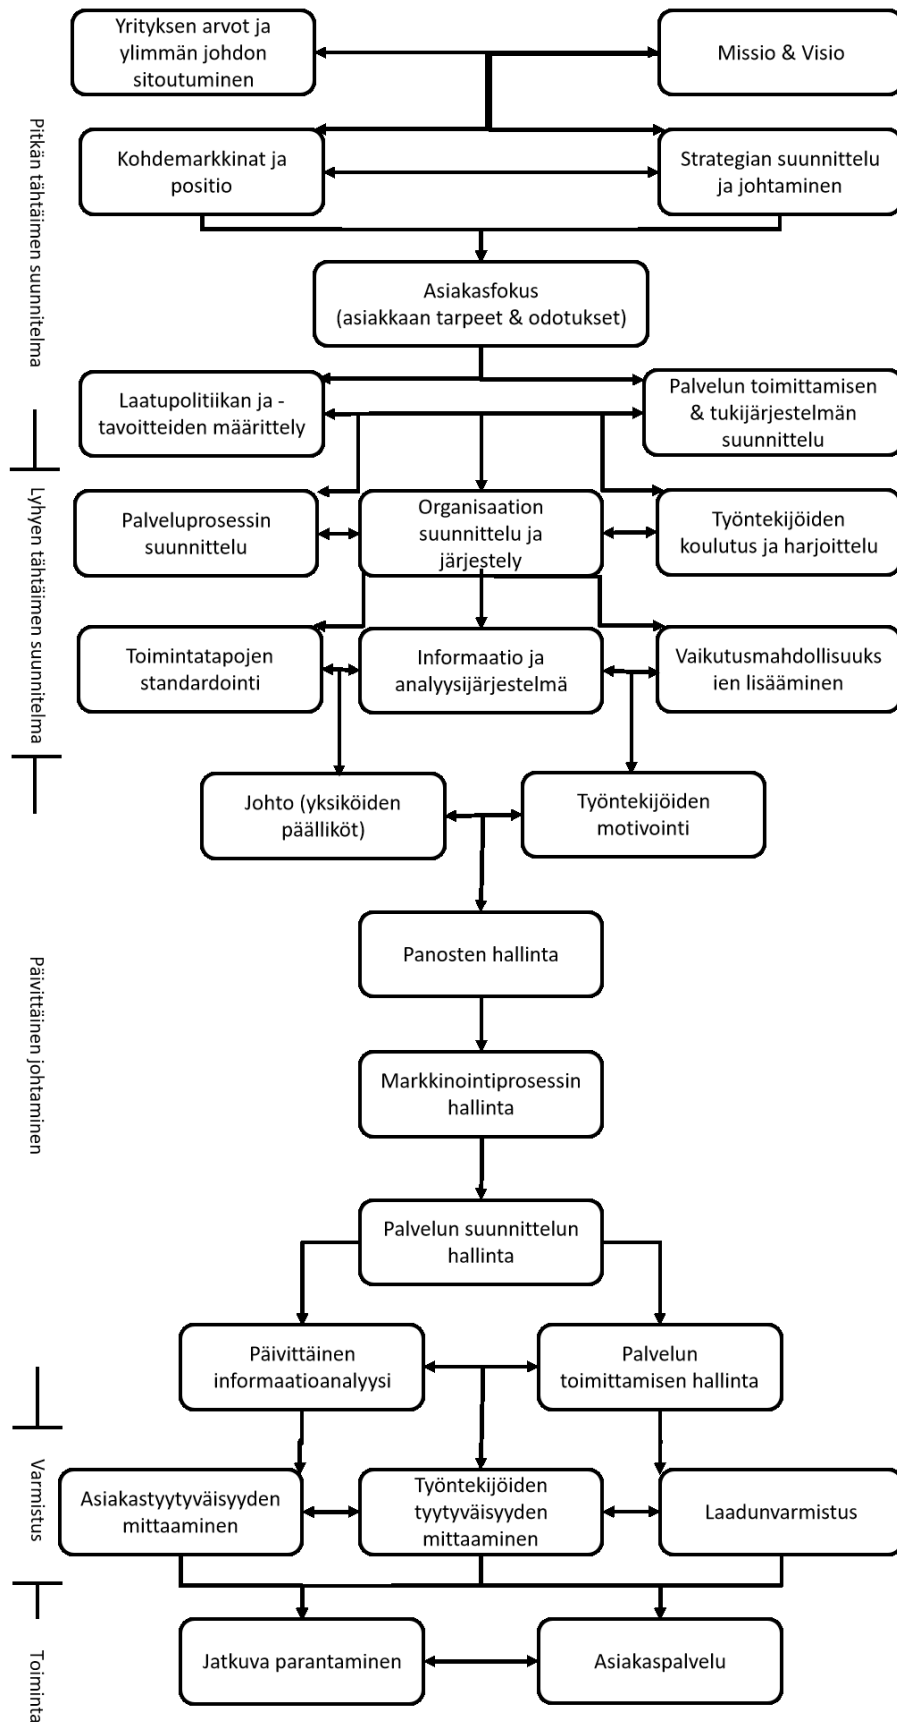 Yrityksen arvot ja
ylimmän johdon
sitoutuminen
Missio & Visio
Pitkän tähtäimen suunnitelma
Kohdemarkkinat ja
positio
Strategian suunnittelu
ja johtaminen
Asiakasfokus
(asiakkaan tarpeet & odotukset)
Laatupolitiikan ja -
tavoitteiden määrittely
Palvelun toimittamisen
& tukijärjestelmän
suunnittelu
Lyhyen tähtäimen suunnitelma
Palveluprosessin
suunnittelu
Organisaation
suunnittelu ja
järjestely
Työntekijöiden
koulutus ja harjoittelu
Toimintatapojen
standardointi
Informaatio ja
analyysijärjestelmä
Vaikutusmahdollisuuks
ien lisääminen
Päivittäinen johtaminen
Johto (yksiköiden
päälliköt)
Työntekijöiden
motivointi
Panosten hallinta
Markkinointiprosessin
hallinta
Palvelun suunnittelun
hallinta
Päivittäinen
informaatioanalyysi
Palvelun
toimittamisen hallinta
Varmistus
Asiakastyytyväisyyden
mittaaminen
Työntekijöiden
tyytyväisyyden
mittaaminen
Laadunvarmistus
Toiminta
Jatkuva parantaminen
Asiakaspalvelu